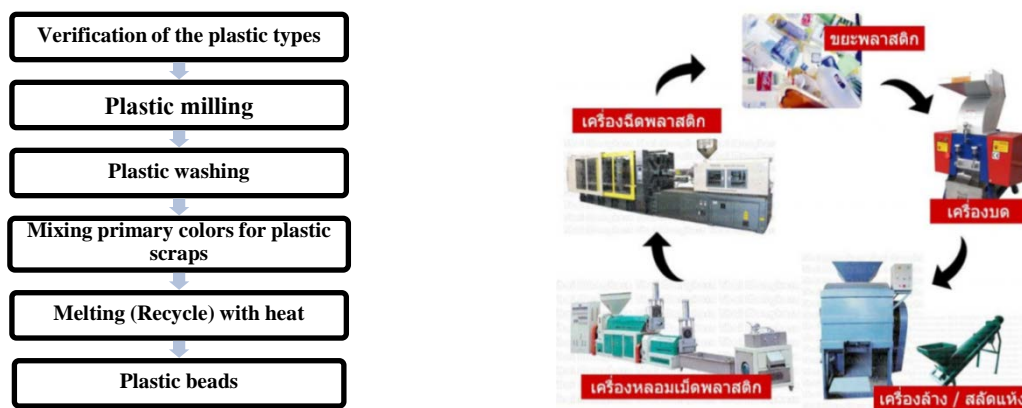 Verification of the plastic types
Plastic milling
Plastic washing
Mixing primary colors for plastic
scraps
Melting (Recycle) with heat
Plastic beads
ขยะพลาสติก
เครื่องฉีดพลาสติก
เครื่องบด
เครื่องหลอมเม็ดพลาสติก
เครื่องล้าง / สลัดแห้ง